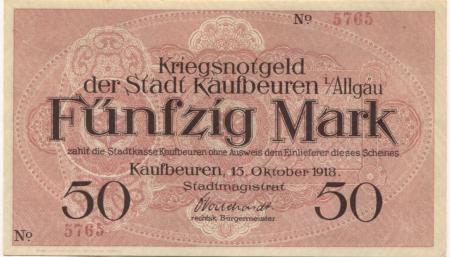 No 5765
Kriegsnotgeld
der Stadt Kaufbeuren i/Allgäu
Fünfzig Mark
zahlt die Stadtkasse Kaufbeuren ohne Ausweis dem Einlieferer dieses Scheines
Kaufbeuren, 15. Oktober 1918.
50 Stadtmagistrat 50
rechtsk. Bürgermeister
No 5765